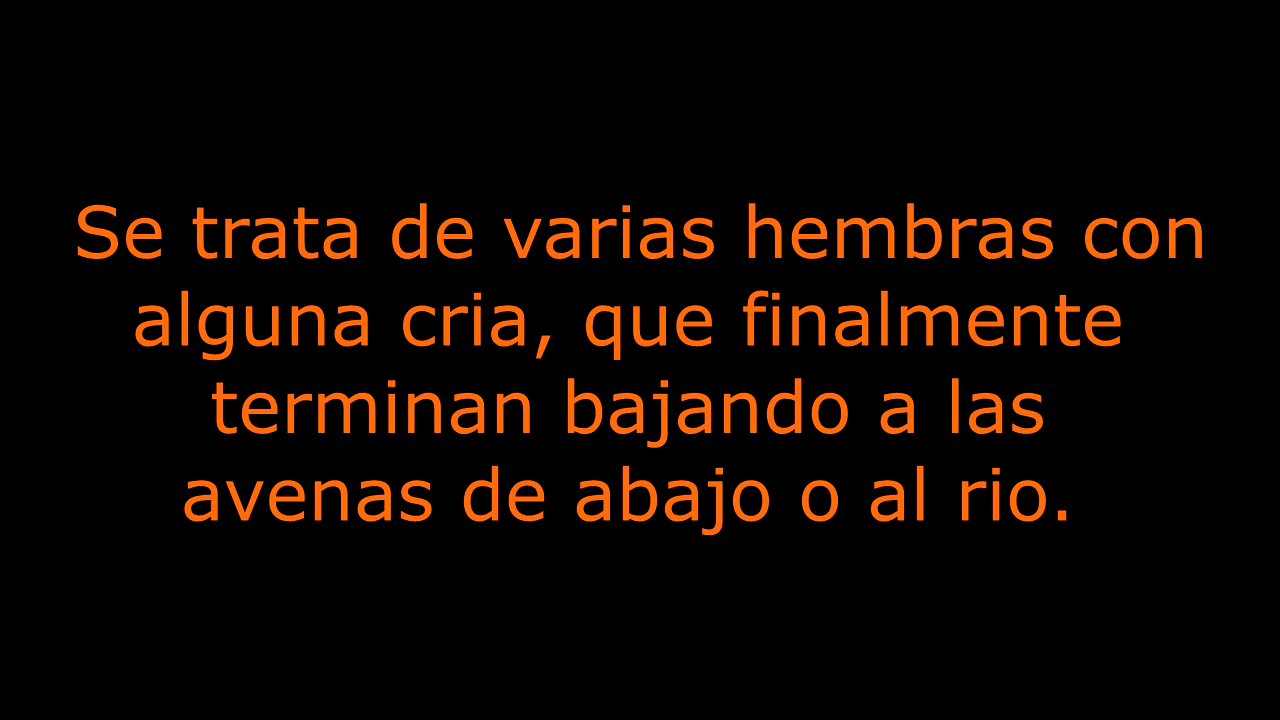 Se trata de varias hembras con
alguna cria, que finalmente
terminan bajando a las
avenas de abajo o al rio.